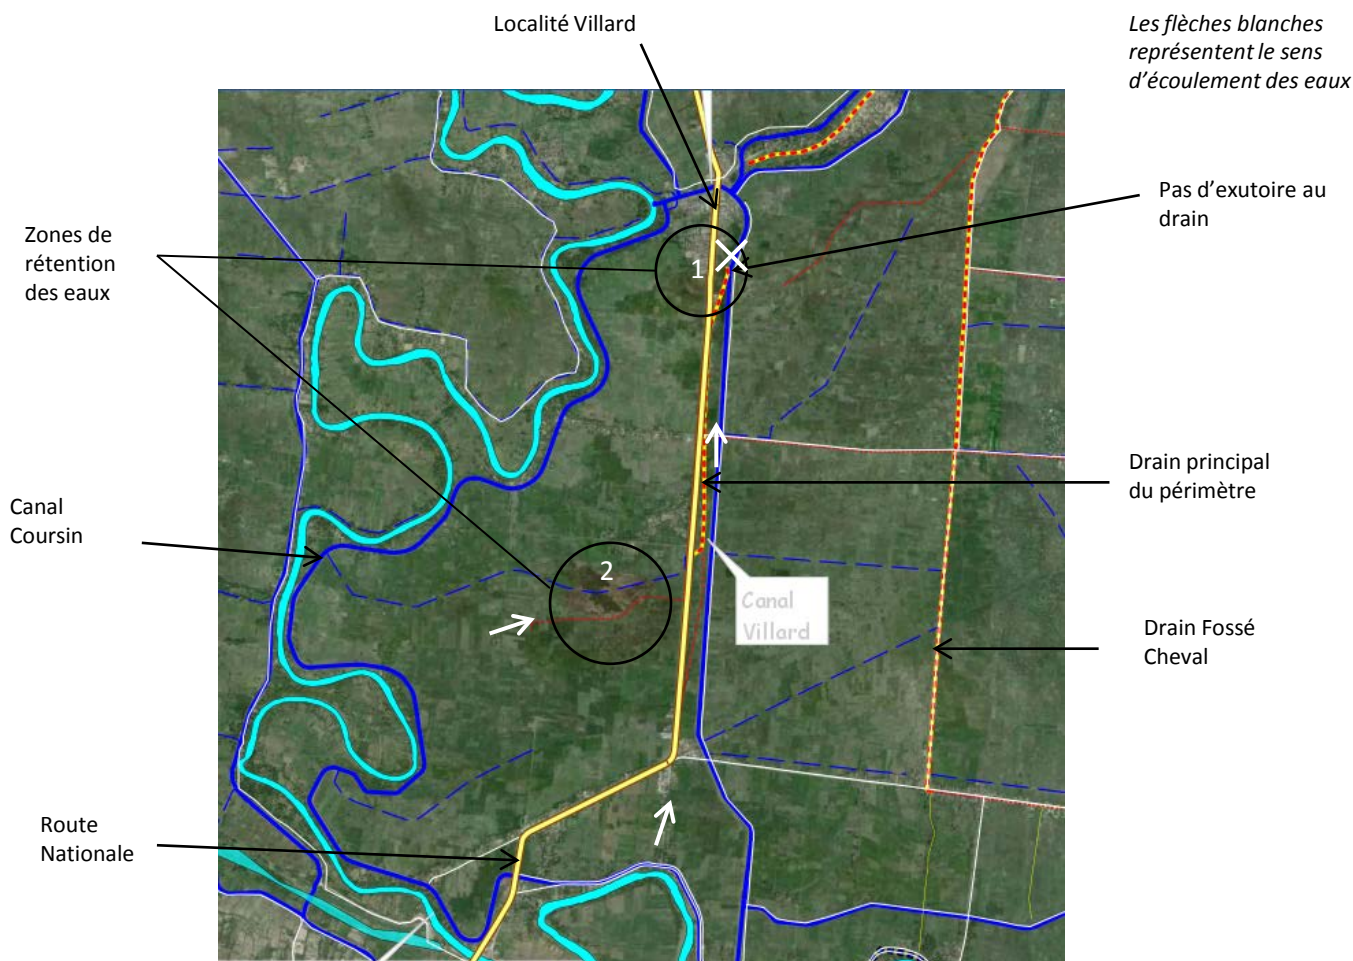 Localité Villard
Les flèches blanches
représentent le sens
d'écoulement des eaux
Pas d'exutoire au
drain
Zones de
rétention
des eaux
1
Drain principal
du périmètre
Canal
Coursin
2
Canal
Villard
Drain Fossé
Cheval
Route
Nationale